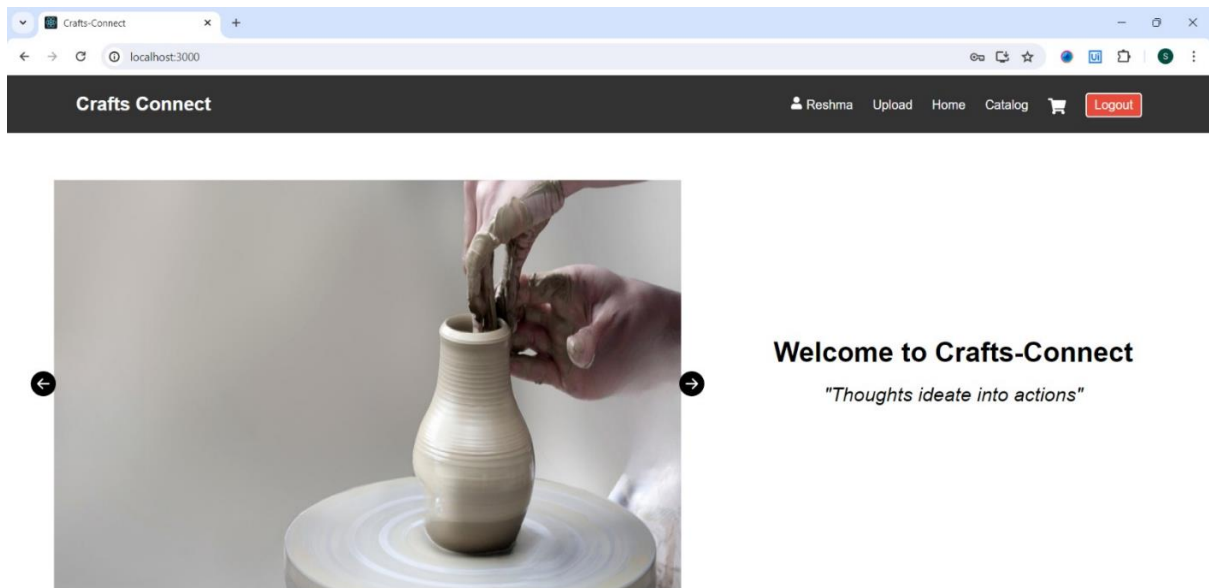 Crafts-Connect
localhost:3000
S
Crafts Connect
Reshma Upload Home Catalog Logout
Welcome to Crafts-Connect
"Thoughts ideate into actions"